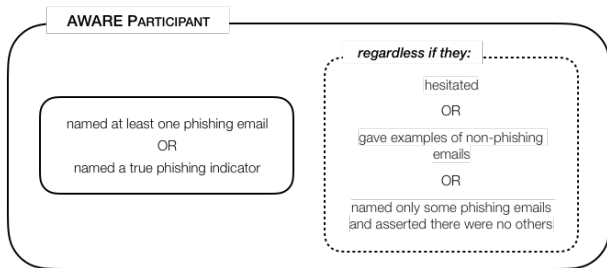 AWARE PARTICIPANT
named at least one phishing email
OR
named a true phishing indicator
regardless if they:
hesitated
OR
gave examples of non-phishing
emails
OR
named only some phishing emails
and asserted there were no others